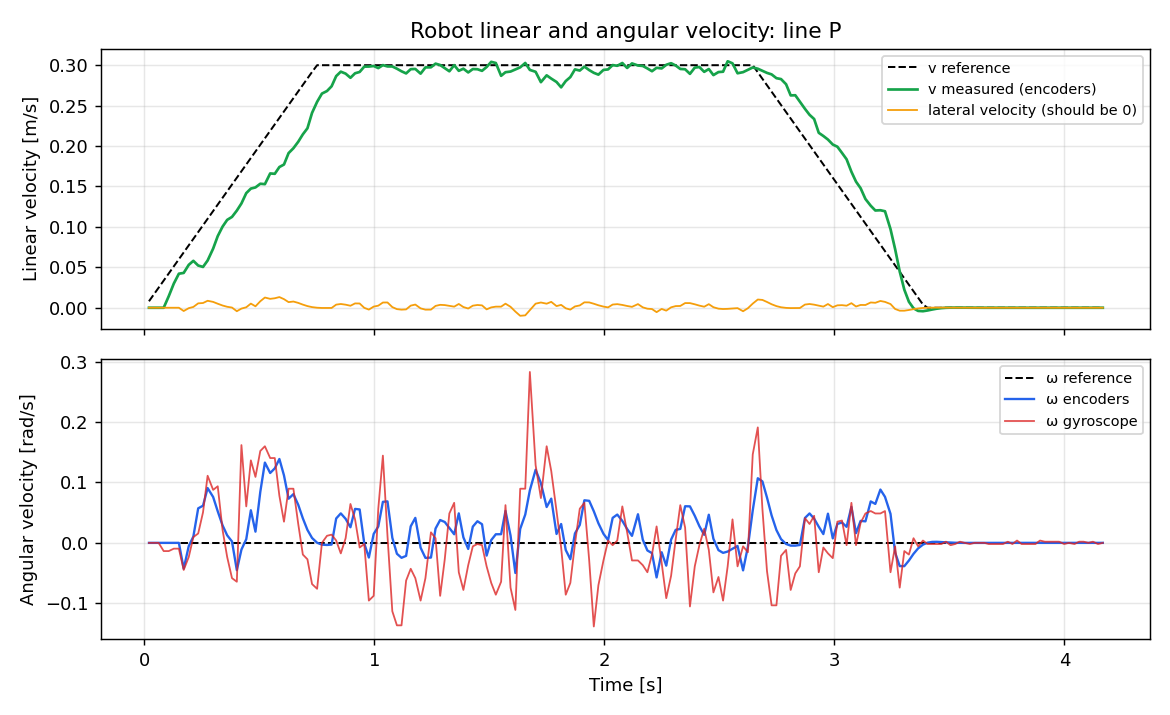 Robot linear and angular velocity: line P
Linear velocity [m/s]
0.30
0.25
0.20
0.15
0.10
0.05
0.00
v reference
v measured (encoders)
lateral velocity (should be 0)
Angular velocity [rad/s]
0.3
0.2
0.1
0.0
−0.1
ω reference
ω encoders
ω gyroscope
0 1 2 3 4
Time [s]